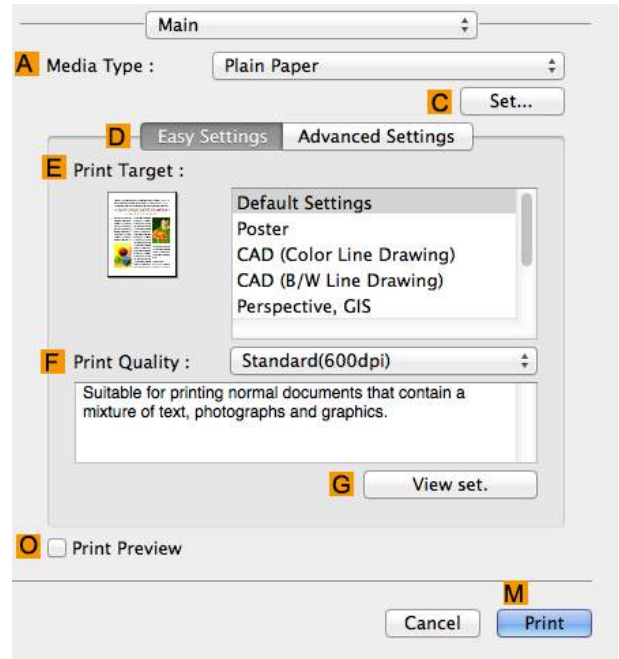 Main
A Media Type : Plain Paper
C Set...
D Easy Settings Advanced Settings
E Print Target :
Default Settings
Poster
CAD (Color Line Drawing)
CAD (B/W Line Drawing)
Perspective, GIS
F Print Quality : Standard(600dpi)
Suitable for printing normal documents that contain a
mixture of text, photographs and graphics.
G View set.
O Print Preview
M
Cancel Print